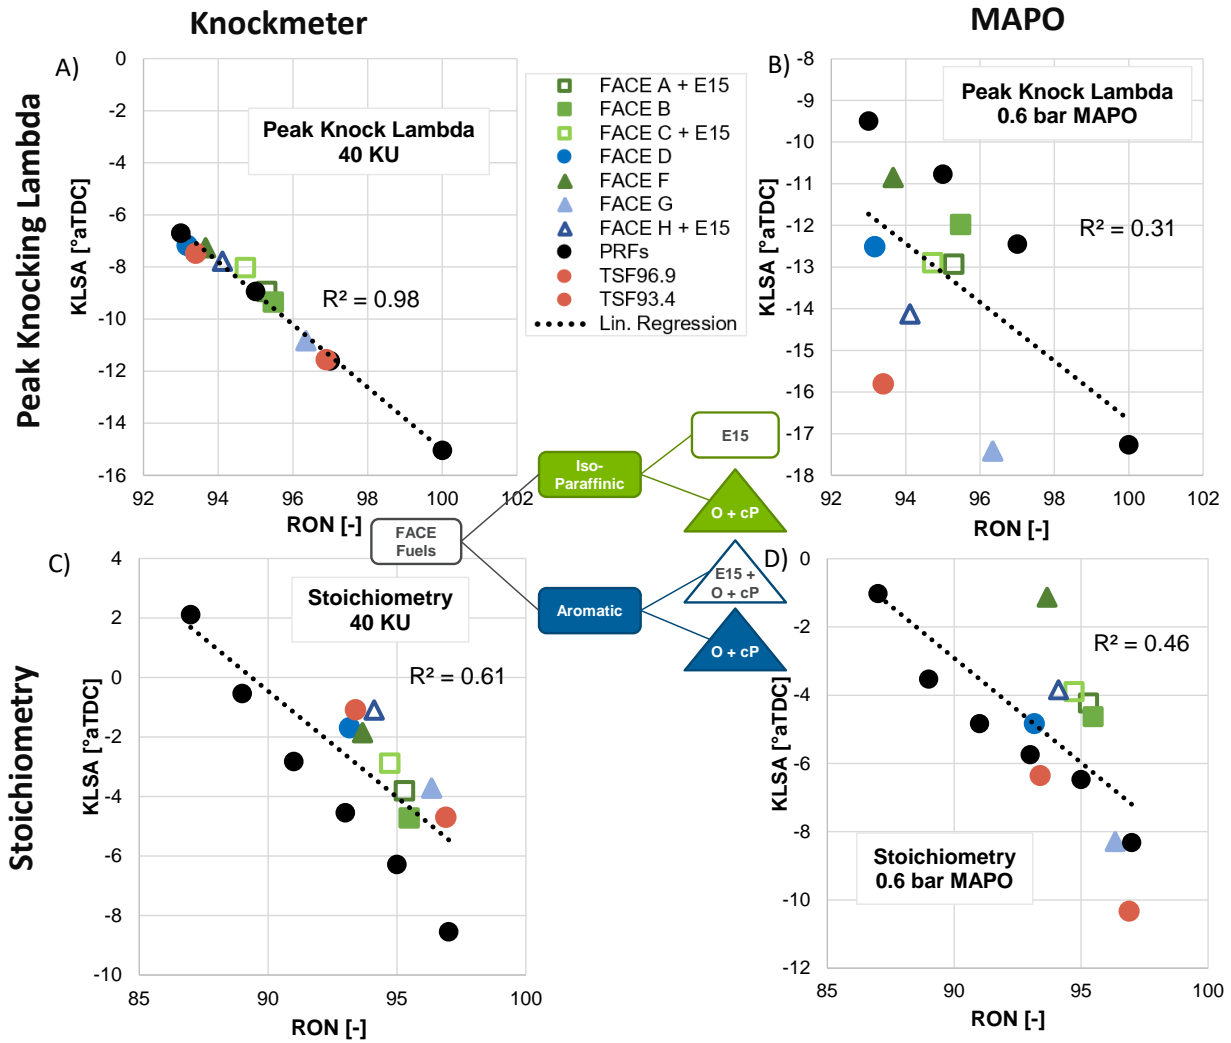 Knockmeter
MAPO
Peak Knocking Lambda
Stoichiometry
A)
0
-2
-4
-6
-8
-10
-12
-14
-16
92
94
96
98
100
102
KLSA [°aTDC]
RON [-]
Peak Knock Lambda
40 KU
R² = 0.98
FACE A + E15
FACE B
FACE C + E15
FACE D
FACE F
FACE G
FACE H + E15
PRFs
TSF96.9
TSF93.4
Lin. Regression
B)
-8
-9
-10
-11
-12
-13
-14
-15
-16
-17
-18
92
94
96
98
100
102
KLSA [°aTDC]
RON [-]
Peak Knock Lambda
0.6 bar MAPO
R² = 0.31
FACE
Fuels
Iso-
Paraffinic
E15
O + cP
Aromatic
E15 +
O + cP
O + cP
C)
4
2
0
-2
-4
-6
-8
-10
85
90
95
100
KLSA [°aTDC]
RON [-]
Stoichiometry
40 KU
R² = 0.61
D)
0
-2
-4
-6
-8
-10
-12
85
90
95
100
KLSA [°aTDC]
RON [-]
R² = 0.46
Stoichiometry
0.6 bar MAPO